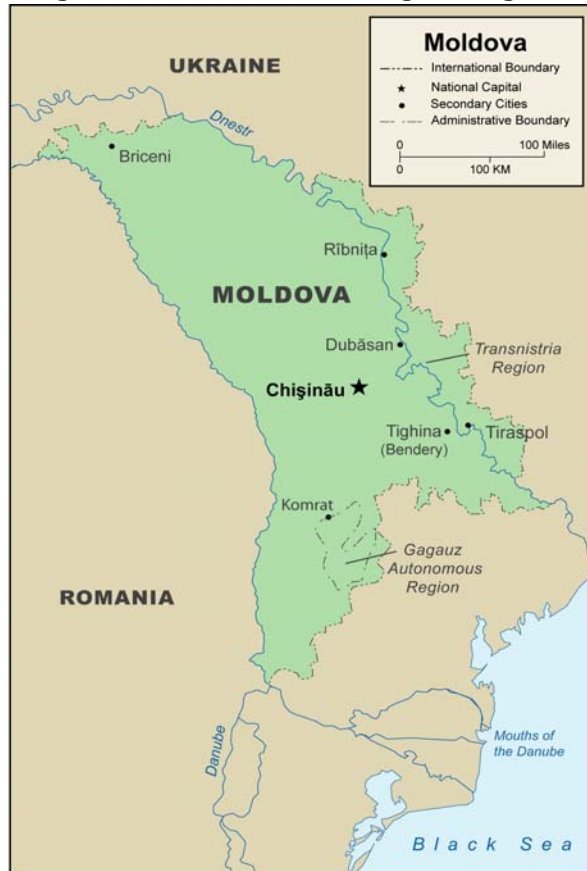 Moldova
International Boundary
National Capital
Secondary Cities
Administrative Boundary
0 100 Miles
0 100 KM
UKRAINE
Dnestr
Briceni
Rîbniţa
MOLDOVA
Dubăsan
Transnistria
Region
Chişinău
Tighina
(Bendery)
Tiraspol
Komrat
Gagauz
Autonomous
Region
ROMANIA
Danube
Mouths of
the Danube
Black Sea